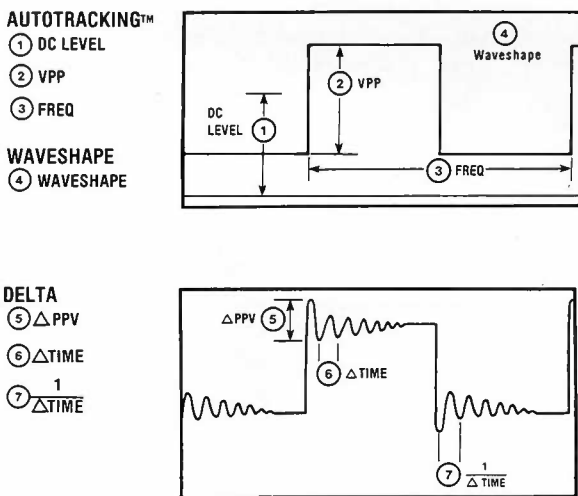 AUTOTRACKING™
① DC LEVEL
② VPP
③ FREQ
WAVESHAPE
④ WAVESHAPE
④
Waveshape
② VPP
DC
LEVEL ①
③ FREQ
DELTA
⑤ △PPV
⑥ △TIME
⑦ 1
△TIME
△PPV ⑤
⑥ △TIME
⑦ 1
△ TIME